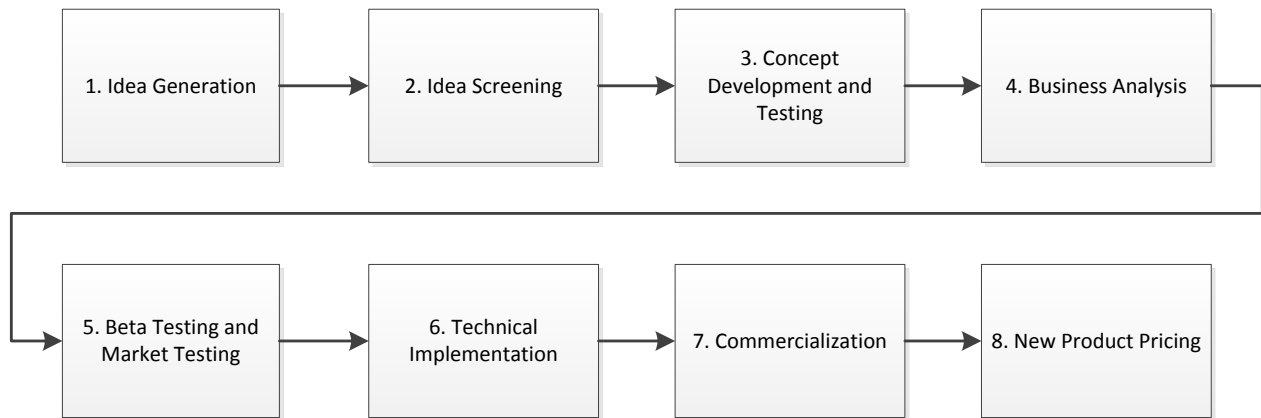 1. Idea Generation
2. Idea Screening
3. Concept
Development and
Testing
4. Business Analysis
5. Beta Testing and
Market Testing
6. Technical
Implementation
7. Commercialization
8. New Product Pricing